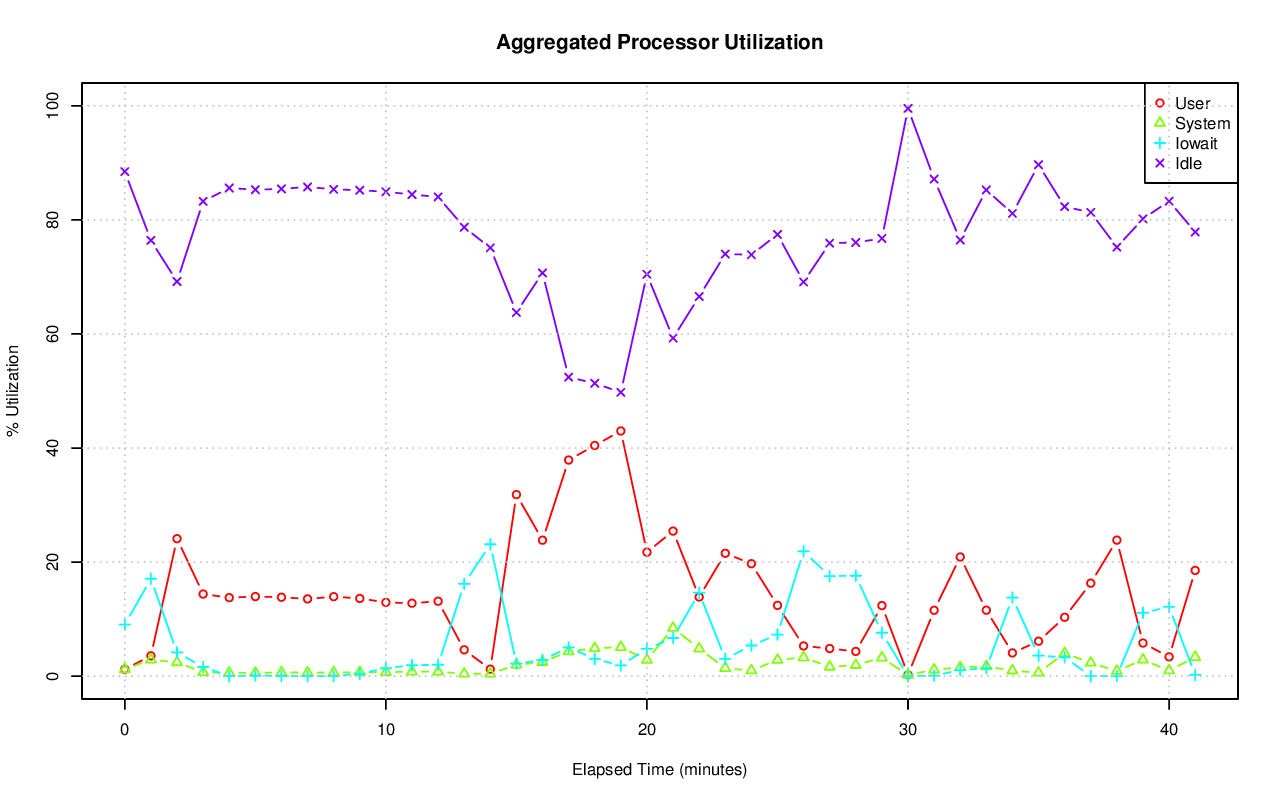 Aggregated Processor Utilization
User
System
Iowait
Idle
% Utilization
100
80
60
40
20
0
0 10 20 30 40
Elapsed Time (minutes)